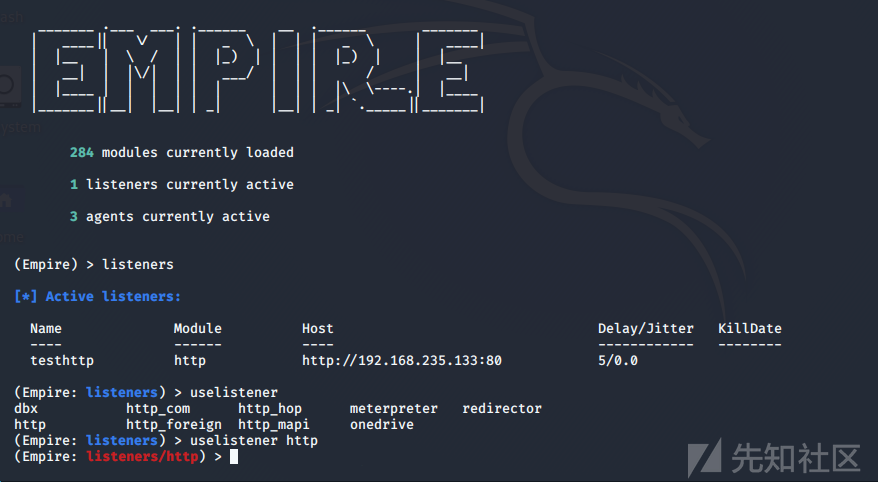 EMPIRE
284 modules currently loaded
1 listeners currently active
3 agents currently active
(Empire) > listeners
[*] Active listeners:
Name Module Host Delay/Jitter KillDate
---- ------ ---- ------------ --------
testhttp http http://192.168.235.133:80 5/0.0
(Empire: listeners) > uselistener
dbx http_com http_hop meterpreter redirector
http http_foreign http_mapi onedrive
(Empire: listeners) > uselistener http
(Empire: listeners/http) >
先知社区